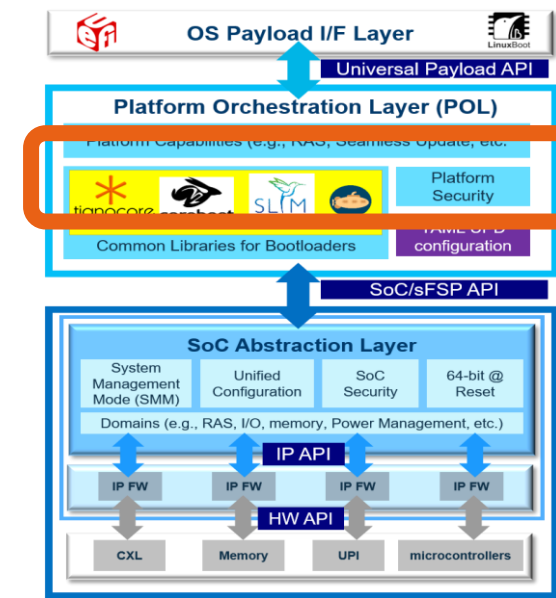 OS Payload I/F Layer
LinuxBoot
Universal Payload API
Platform Orchestration Layer (POL)
Platform Capabilities (e.g., RAS, Seamless Update, etc.
tianocore coreboot SLIM
Platform
Security
Common Libraries for Bootloaders
YAML UPD
configuration
SoC/sFSP API
SoC Abstraction Layer
System
Management
Mode (SMM)
Unified
Configuration
SoC
Security
64-bit @
Reset
Domains (e.g., RAS, I/O, memory, Power Management, etc.)
IP API
IP FW IP FW IP FW IP FW
HW API
CXL Memory UPI microcontrollers